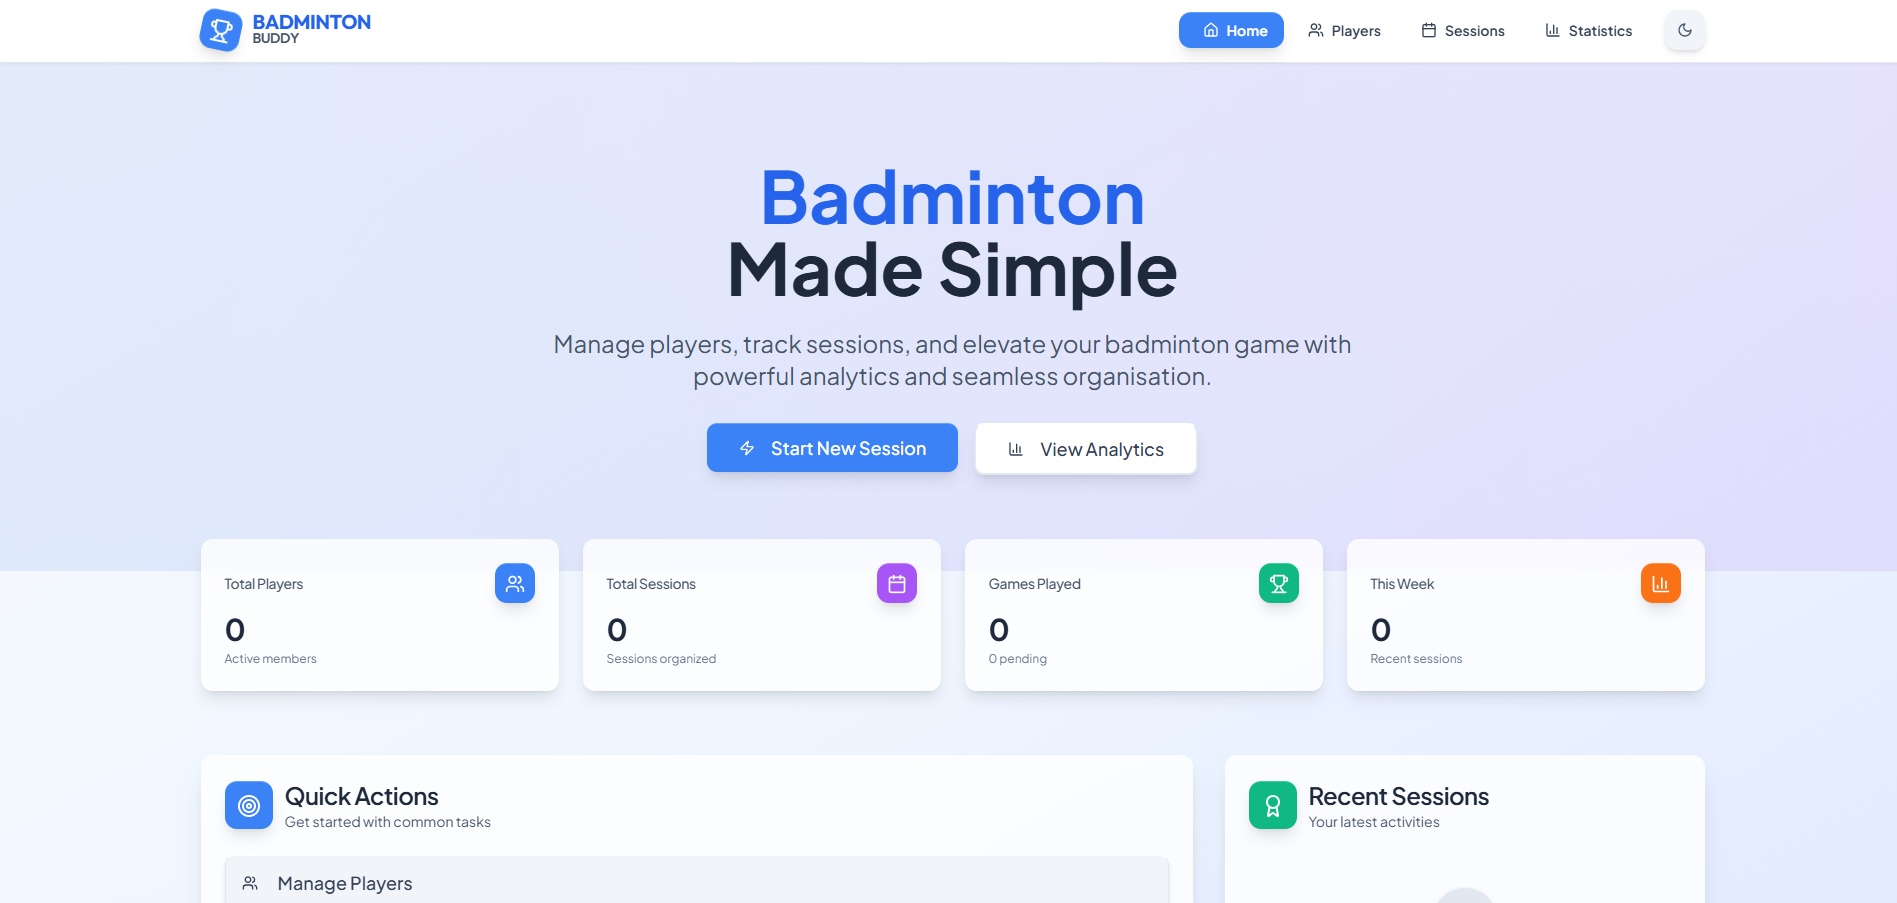 BADMINTON
BUDDY
Home
Players
Sessions
Statistics
Badminton
Made Simple
Manage players, track sessions, and elevate your badminton game with
powerful analytics and seamless organisation.
Start New Session
View Analytics
Total Players
0
Active members
Total Sessions
0
Sessions organized
Games Played
0
0 pending
This Week
0
Recent sessions
Quick Actions
Get started with common tasks
Manage Players
Recent Sessions
Your latest activities